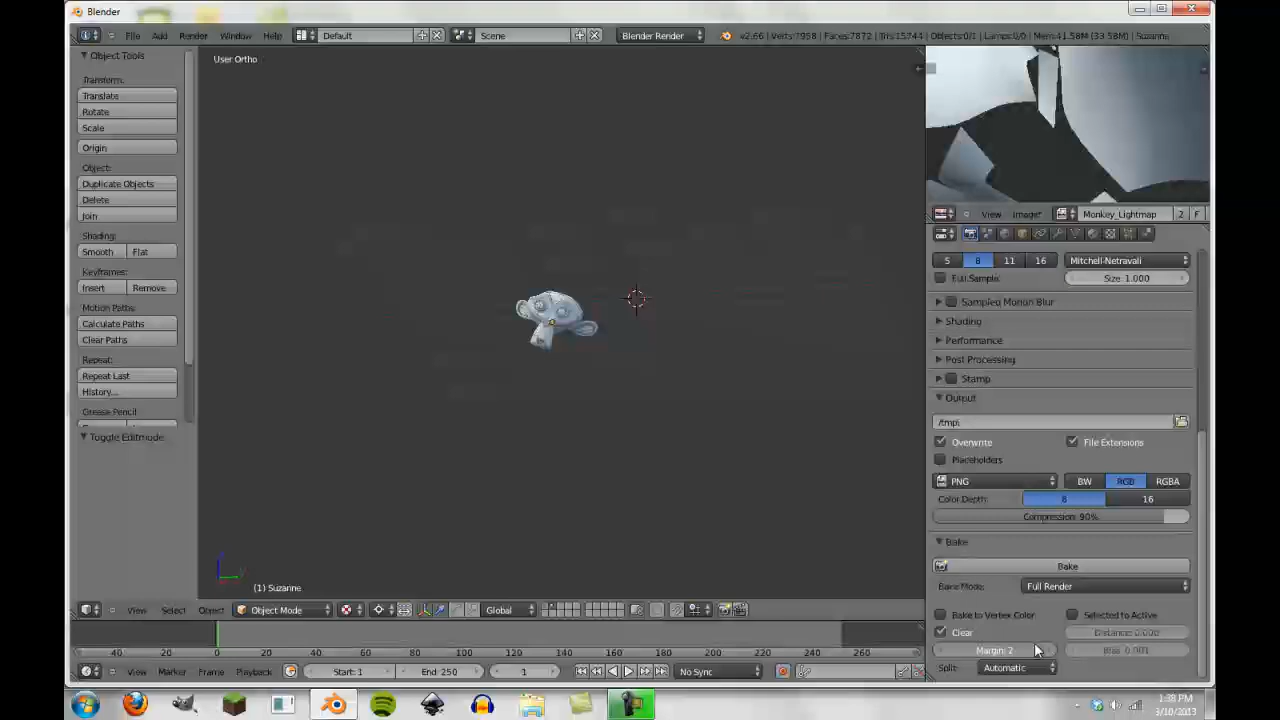 Blender
File Add Render Window Help Default Scene Blender Render v2.66 | Verts:7958 | Faces:7872 | Tris:15744 | Objects:0/1 | Lamps:0/0 | Mem:41.58M (33.58M) | Suzanne
Object Tools
User Ortho
Transform:
Translate
Rotate
Scale
Origin
Object:
Duplicate Objects
Delete
Join
Shading:
Smooth Flat
Keyframes:
Insert Remove
Motion Paths:
Calculate Paths
Clear Paths
Repeat:
Repeat Last
History...
Grease Pencil
Toggle Editmode
(1) Suzanne
View Select Object Object Mode Global
-40 -20 0 20 40 60 80 100 120 140 160 180 200 220 240 260 280
View Marker Frame Playback Start: 1 End: 250 1 No Sync
View Image* Monkey_Lightmap 2 F
5 8 11 16 Mitchell-Netravali
Full Sample Size: 1.000
Sampled Motion Blur
Shading
Performance
Post Processing
Stamp
Output
/tmp\
Overwrite File Extensions
Placeholders
PNG BW RGB RGBA
Color Depth: 8 16
Compression: 90%
Bake
Bake
Bake Mode: Full Render
Bake to Vertex Color Selected to Active
Clear Distance: 0.000
Margin: 2 Bias: 0.001
Split: Automatic
1:38 PM
3/10/2013